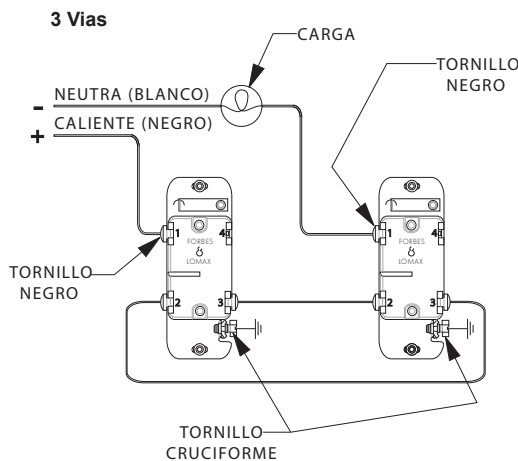 3 Vias
CARGA
TORNILLO
NEGRO
- NEUTRA (BLANCO)
+ CALIENTE (NEGRO)
1 4
FORBES
&
LOMAX
2 3
1 4
FORBES
&
LOMAX
2 3
TORNILLO
NEGRO
TORNILLO
CRUCIFORME